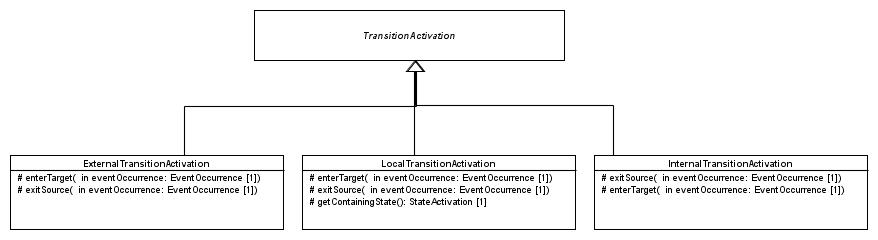 TransitionActivation
ExternalTransitionActivation
# enterTarget( in eventOccurrence: EventOccurrence [1])
# exitSource( in eventOccurrence: EventOccurrence [1])
LocalTransitionActivation
# enterTarget( in eventOccurrence: EventOccurrence [1])
# exitSource( in eventOccurrence: EventOccurrence [1])
# getContainingState(): StateActivation [1]
InternalTransitionActivation
# exitSource( in eventOccurrence: EventOccurrence [1])
# enterTarget( in eventOccurrence: EventOccurrence [1])